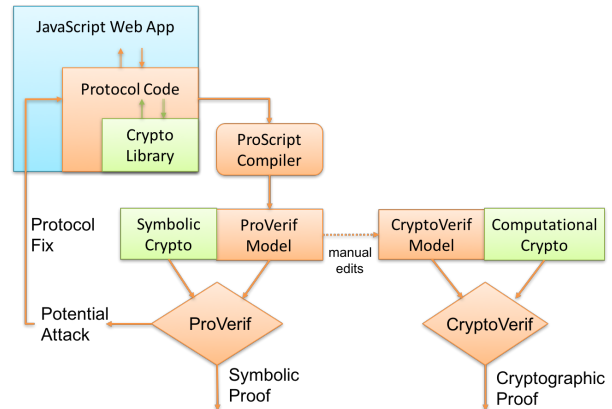 JavaScript Web App
Protocol Code
Crypto
Library
ProScript
Compiler
Protocol
Fix
Symbolic
Crypto
ProVerif
Model
manual
edits
CryptoVerif
Model
Computational
Crypto
Potential
Attack
ProVerif
CryptoVerif
Symbolic
Proof
Cryptographic
Proof